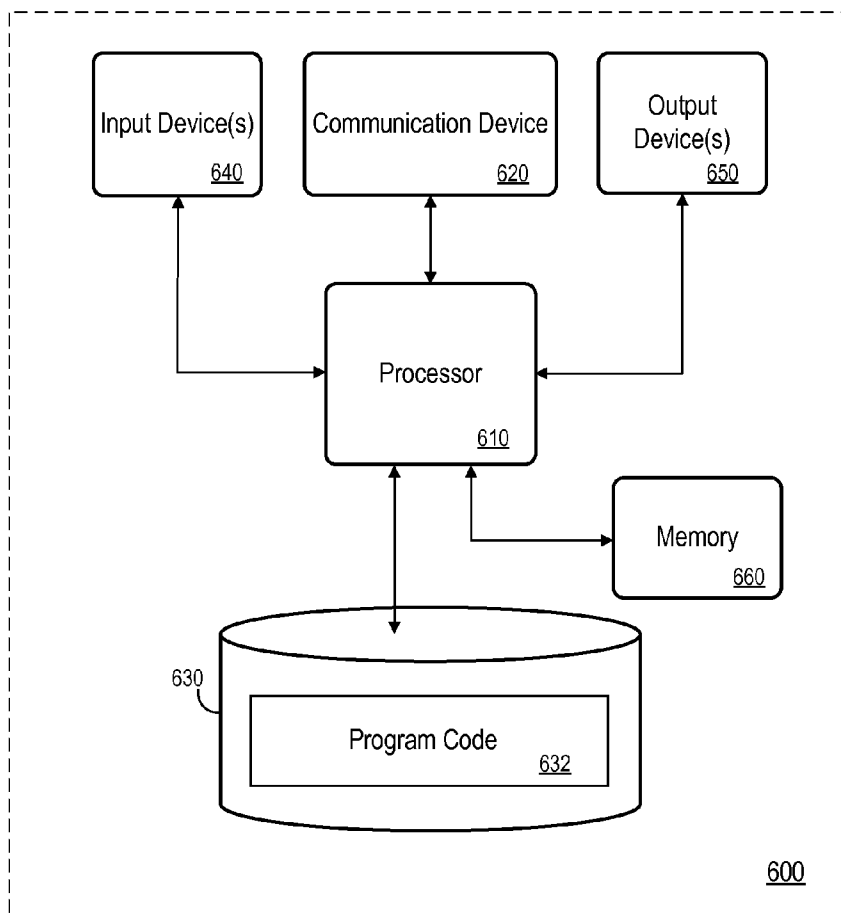 Input Device(s)
640
Communication Device
620
Output
Device(s)
650
Processor
610
Memory
660
630
Program Code
632
600